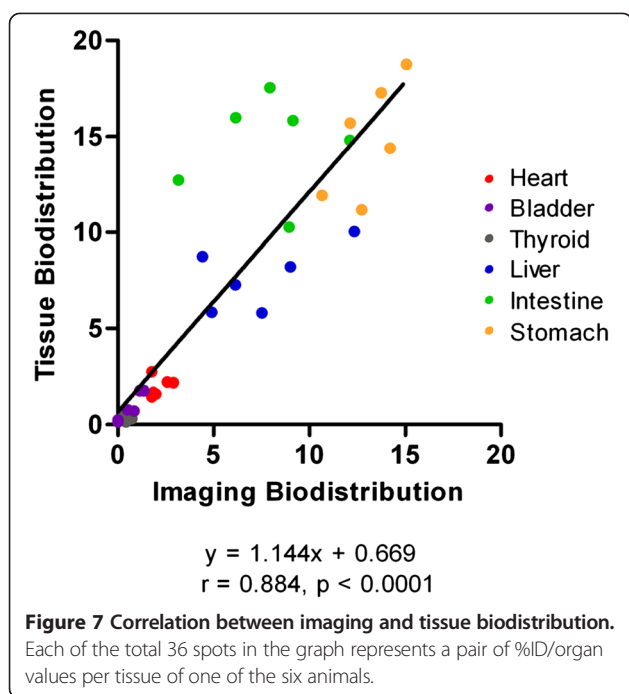 20
15
10
5
0
Tissue Biodistribution
0 5 10 15 20
Imaging Biodistribution
Heart
Bladder
Thyroid
Liver
Intestine
Stomach
y = 1.144x + 0.669
r = 0.884, p < 0.0001
Figure 7 Correlation between imaging and tissue biodistribution.
Each of the total 36 spots in the graph represents a pair of %ID/organ
values per tissue of one of the six animals.